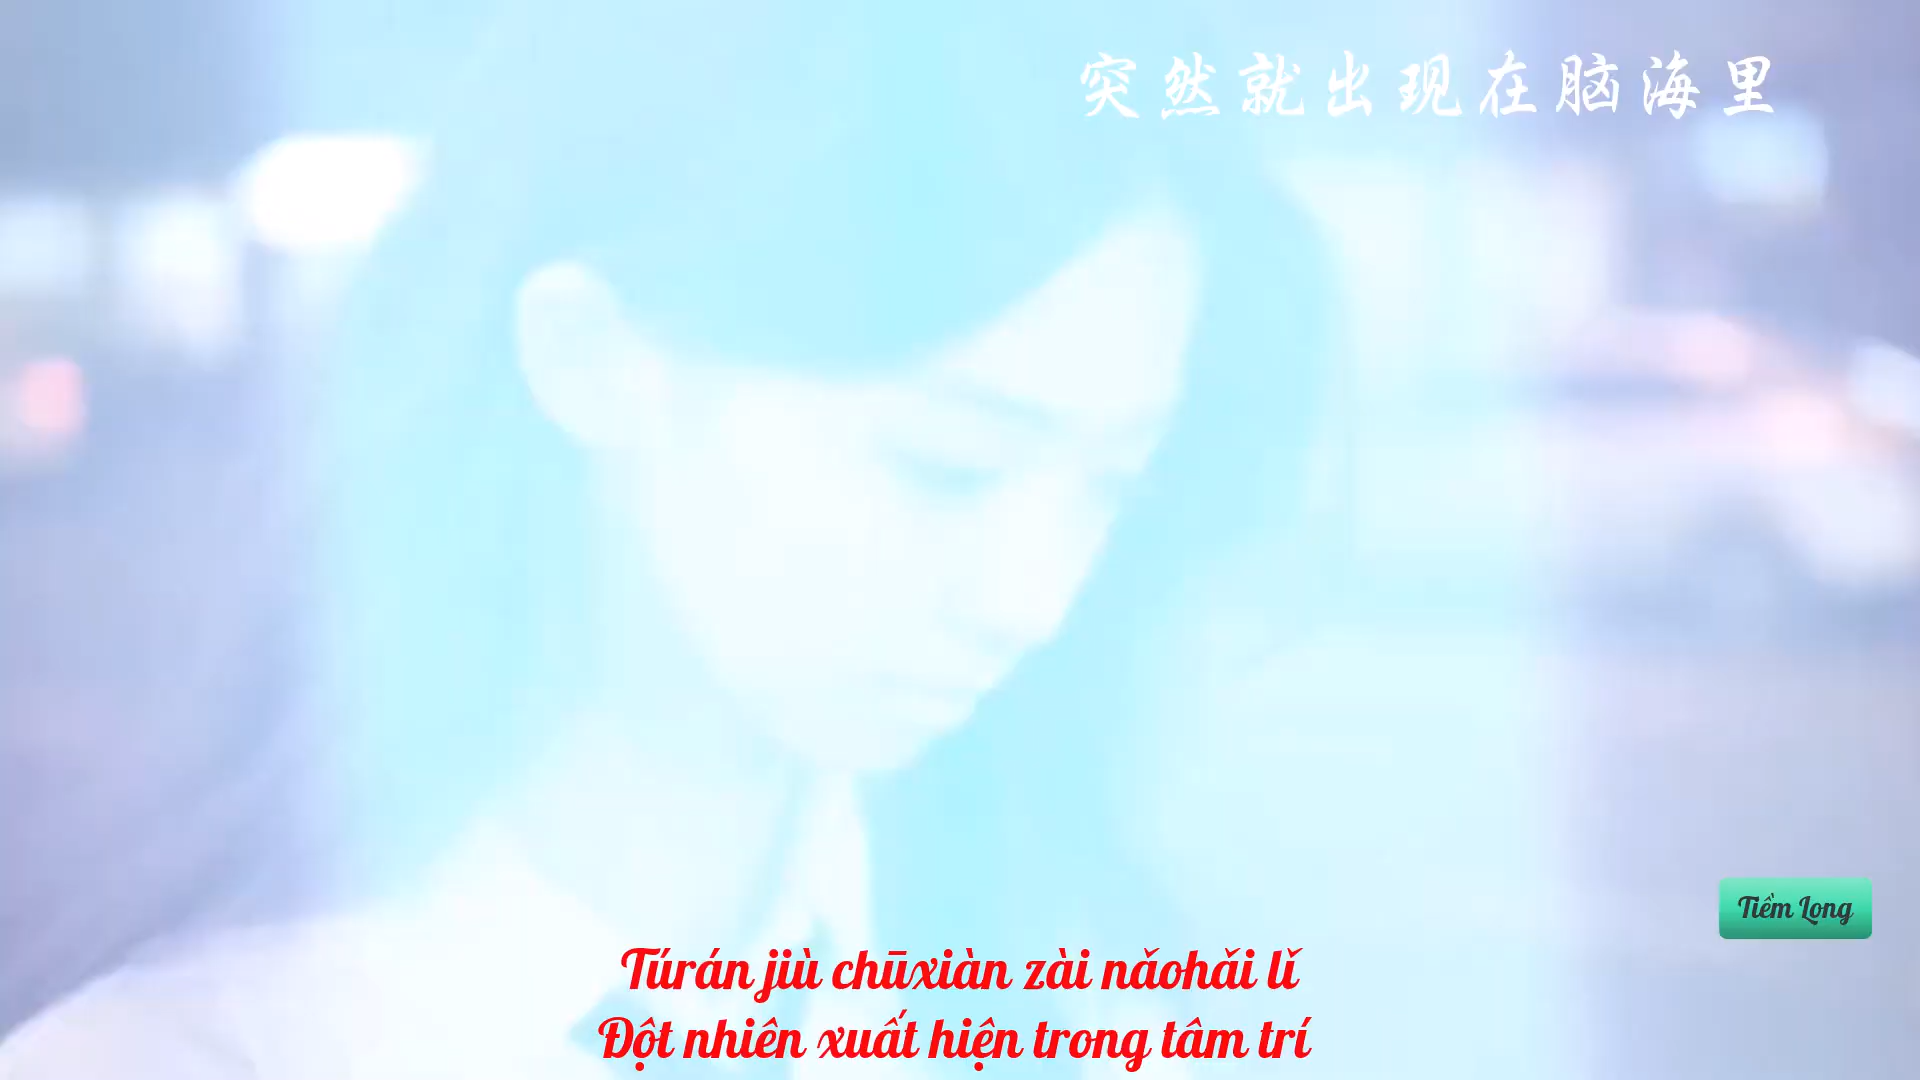 突然就出现在脑海里
Tiềm Long
Túrán jiù chūxiàn zài nǎohǎi lǐ
Đột nhiên xuất hiện trong tâm trí